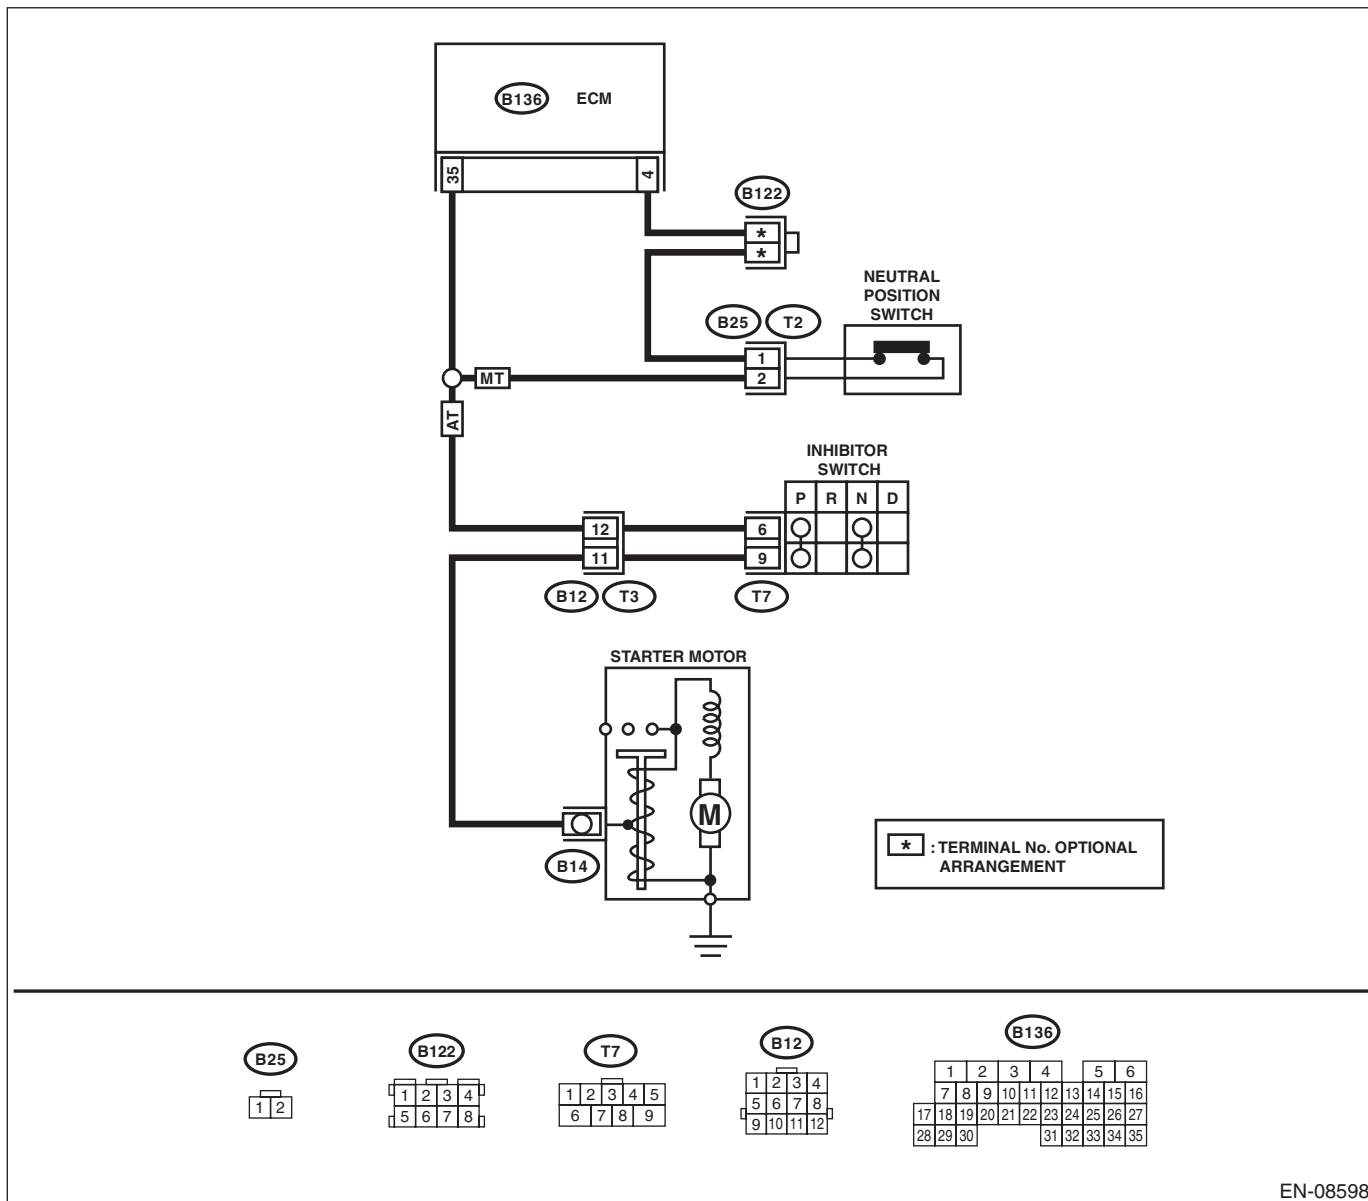 B136 ECM
35 4
B122
*
*
NEUTRAL
POSITION
SWITCH
B25 T2
1
2
MT
AT
INHIBITOR
SWITCH
P R N D
12 6
11 9
B12 T3 T7
STARTER MOTOR
M
B14
* : TERMINAL No. OPTIONAL
ARRANGEMENT
B25
1 2
B122
1 2 3 4
5 6 7 8
T7
1 2 3 4 5
6 7 8 9
B12
1 2 3 4
5 6 7 8
9 10 11 12
B136
1 2 3 4 5 6
7 8 9 10 11 12 13 14 15 16
17 18 19 20 21 22 23 24 25 26 27
28 29 30 31 32 33 34 35
EN-08598